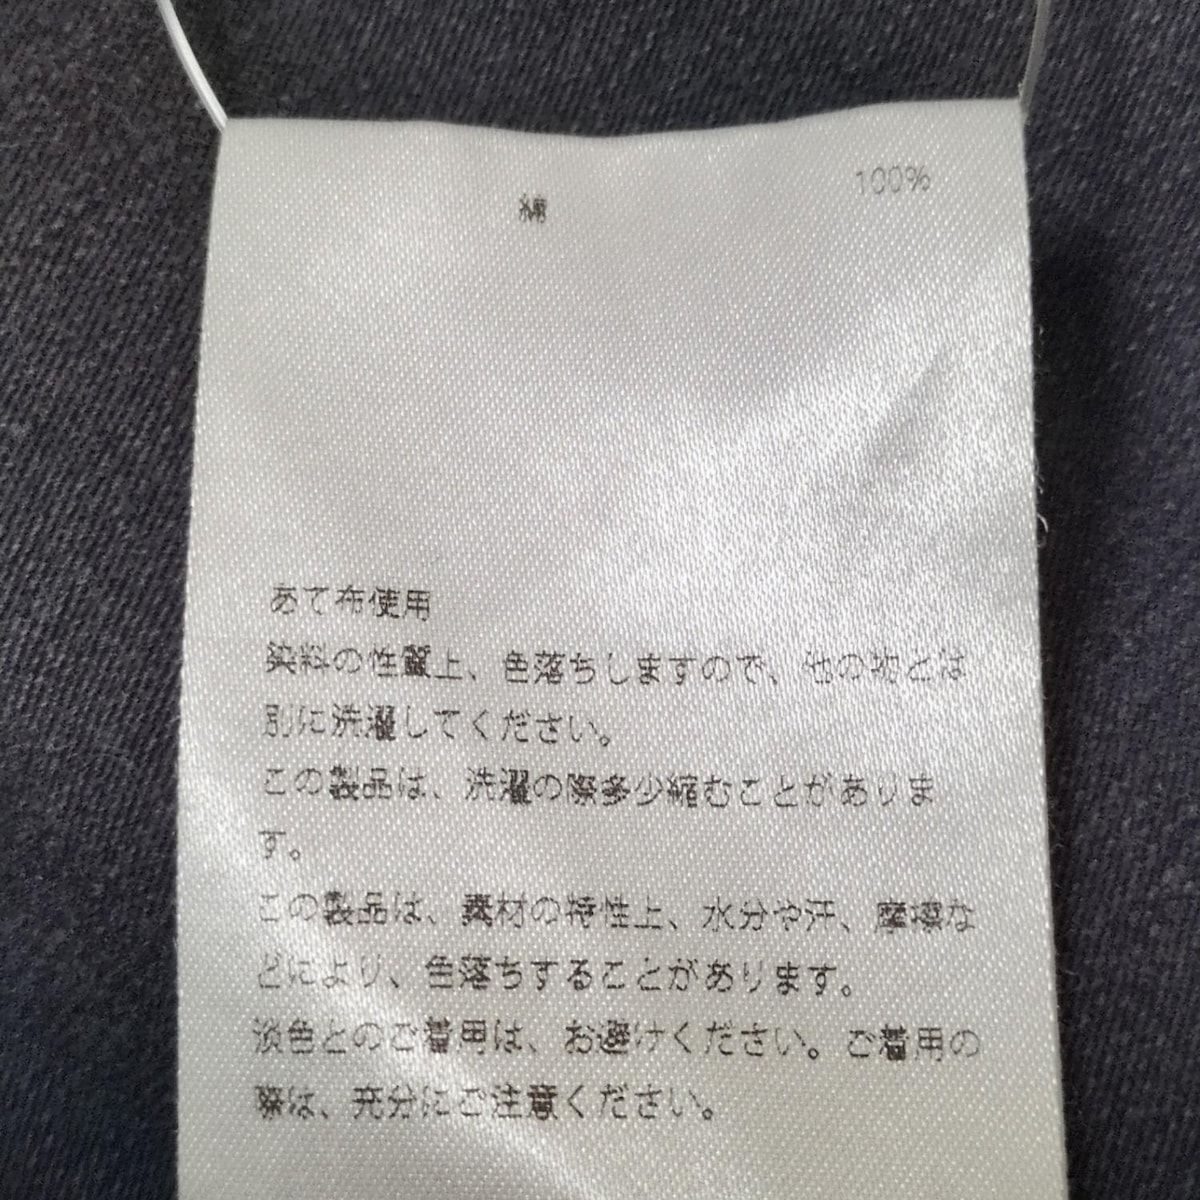 綿 100%
あて布使用
染料の性質上、色落ちしますので、他の物とは
別に洗濯してください。
この製品は、洗濯の際多少縮むことがありま
す。
この製品は、素材の特性上、水分や汗、摩擦な
どにより、色落ちすることがあります。
淡色とのご着用は、お避けください。ご着用の
際は、充分にご注意ください。